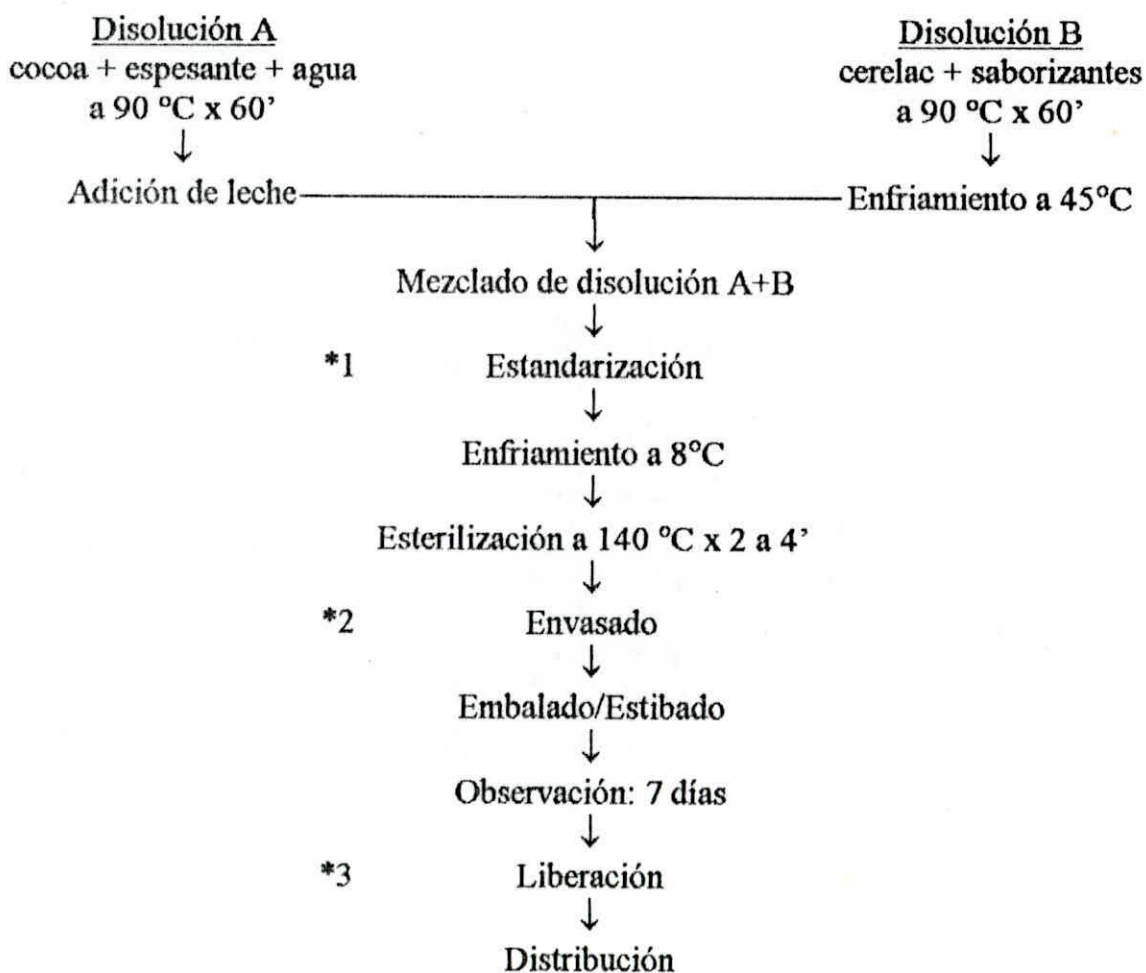 Disolución A
cocoa + espesante + agua
a 90 ºC x 60’
Disolución B
cerelac + saborizantes
a 90 ºC x 60’
Adición de leche
Enfriamiento a 45ºC
Mezclado de disolución A+B
*1 Estandarización
Enfriamiento a 8ºC
Esterilización a 140 ºC x 2 a 4’
*2 Envasado
Embalado/Estibado
Observación: 7 días
*3 Liberación
Distribución